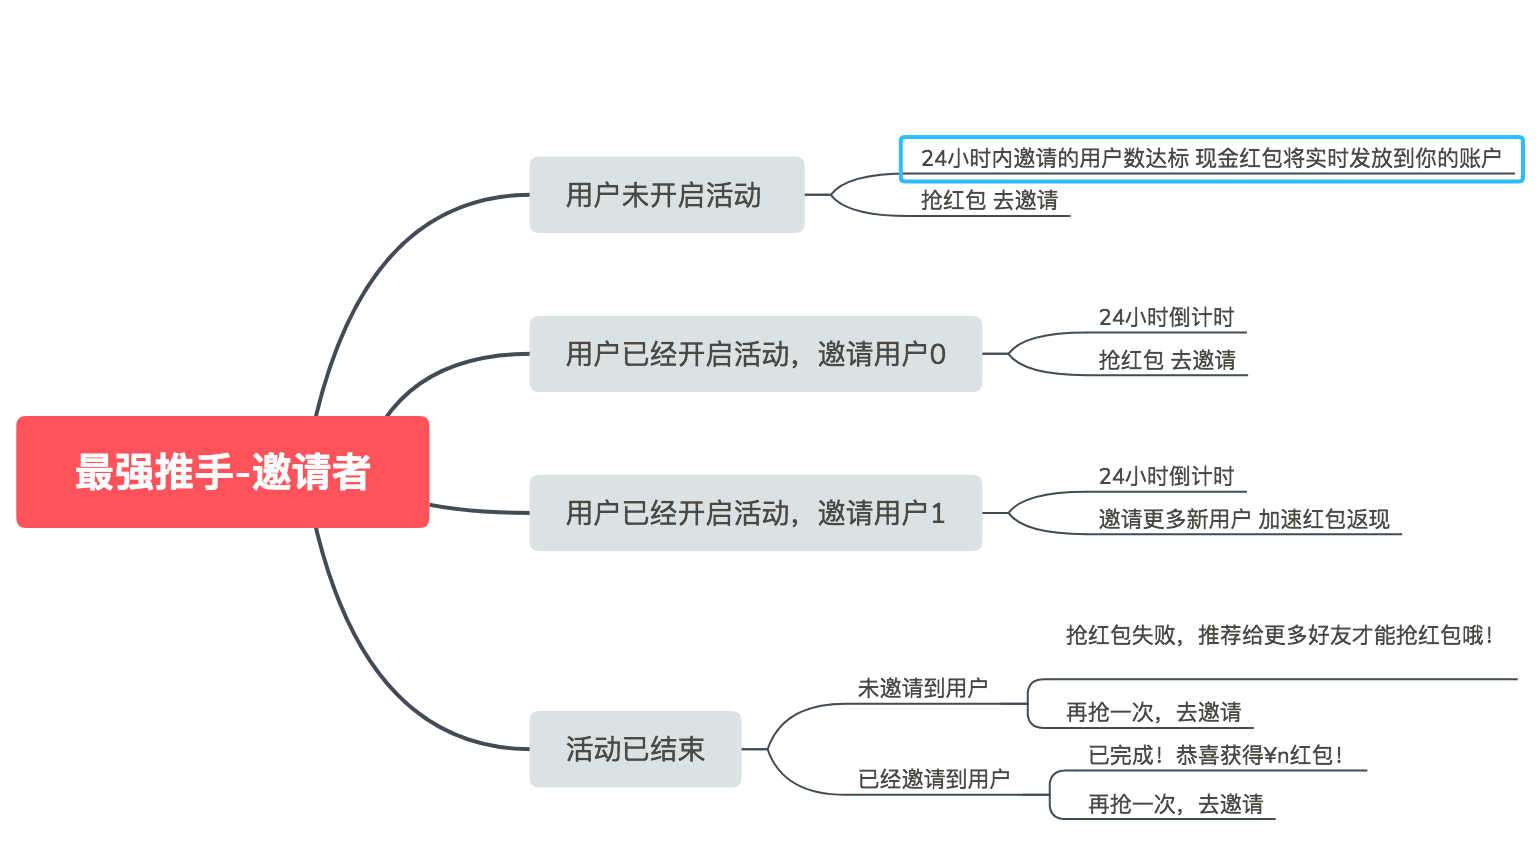 最强推手-邀请者
用户未开启活动
24小时内邀请的用户数达标 现金红包将实时发放到你的账户
抢红包 去邀请
用户已经开启活动，邀请用户0
24小时倒计时
抢红包 去邀请
用户已经开启活动，邀请用户1
24小时倒计时
邀请更多新用户 加速红包返现
活动已结束
未邀请到用户
抢红包失败，推荐给更多好友才能抢红包哦！
再抢一次，去邀请
已经邀请到用户
已完成！恭喜获得¥n红包！
再抢一次，去邀请